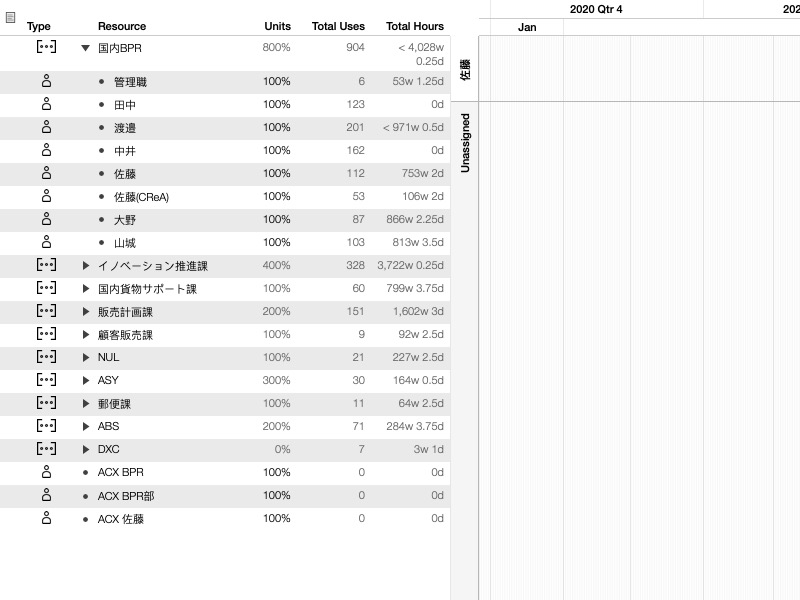 2020 Qtr 4 202
Type Resource Units Total Uses Total Hours Jan
国内BPR 800% 904 < 4,028w
0.25d
管理職 100% 6 53w 1.25d
田中 100% 123 0d
渡邉 100% 201 < 971w 0.5d
中井 100% 162 0d
佐藤 100% 112 753w 2d
佐藤(CReA) 100% 53 106w 2d
大野 100% 87 866w 2.25d
山城 100% 103 813w 3.5d
イノベーション推進課 400% 328 3,722w 0.25d
国内貨物サポート課 100% 60 799w 3.75d
販売計画課 200% 151 1,602w 3d
顧客販売課 100% 9 92w 2.5d
NUL 100% 21 227w 2.5d
ASY 300% 30 164w 0.5d
郵便課 100% 11 64w 2.5d
ABS 200% 71 284w 3.75d
DXC 0% 7 3w 1d
ACX BPR 100% 0 0d
ACX BPR部 100% 0 0d
ACX 佐藤 100% 0 0d
佐藤
Unassigned